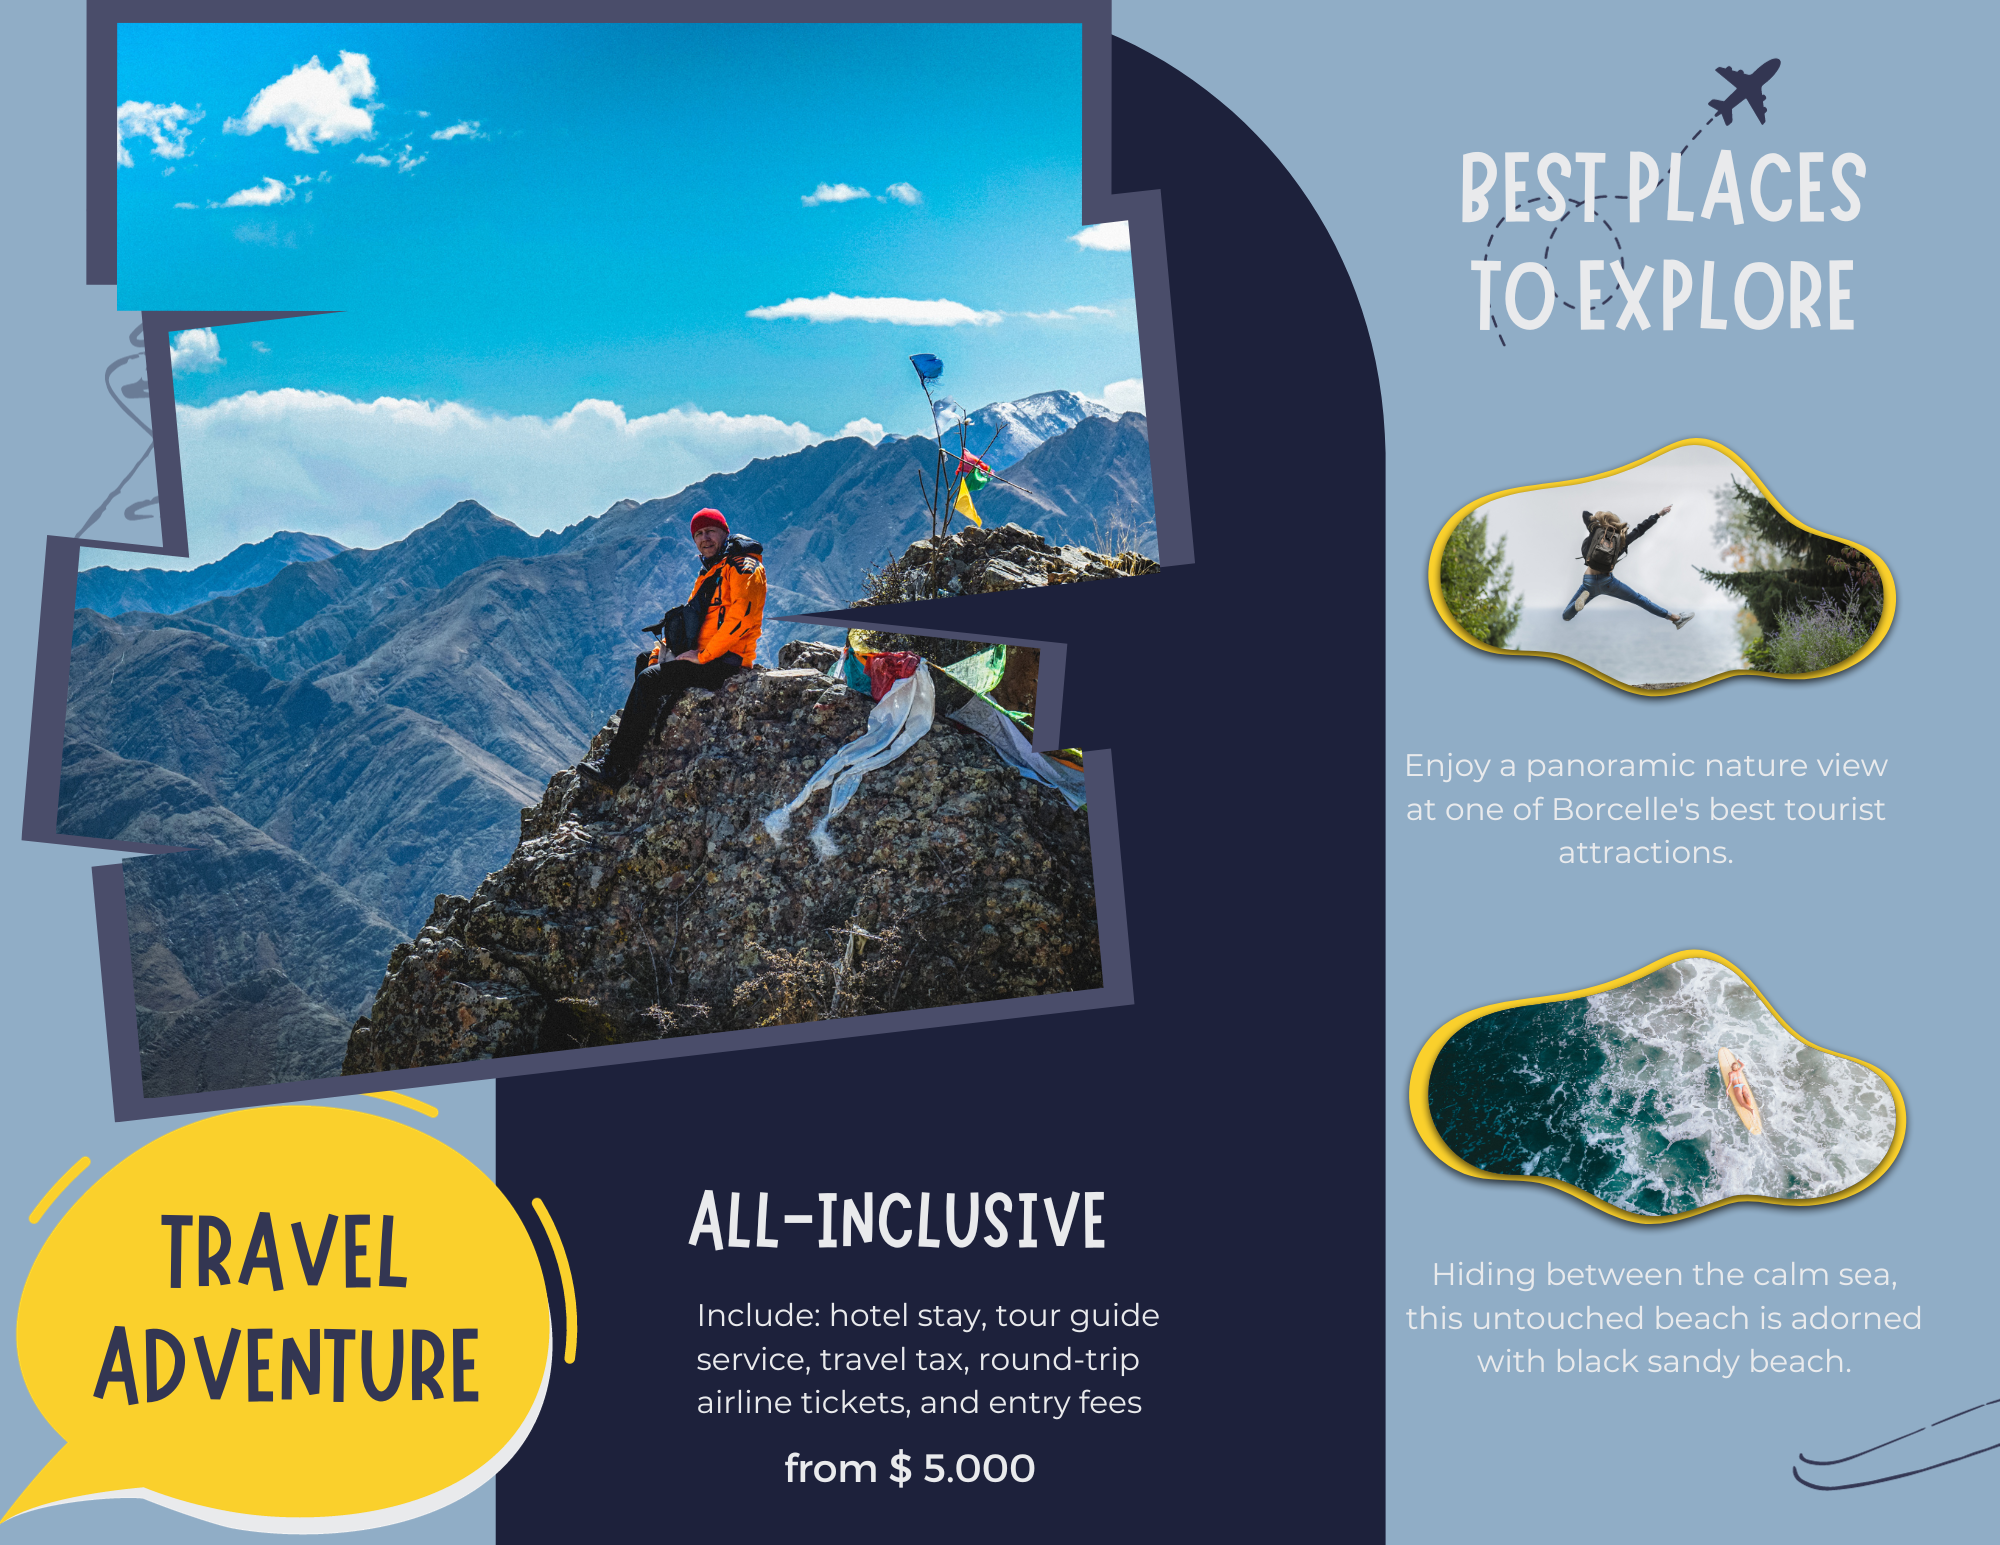 BEST PLACES
TO EXPLORE
Enjoy a panoramic nature view
at one of Borcelle's best tourist
attractions.
Hiding between the calm sea,
this untouched beach is adorned
with black sandy beach.
TRAVEL
ADVENTURE
ALL-INCLUSIVE
Include: hotel stay, tour guide
service, travel tax, round-trip
airline tickets, and entry fees
from $ 5.000